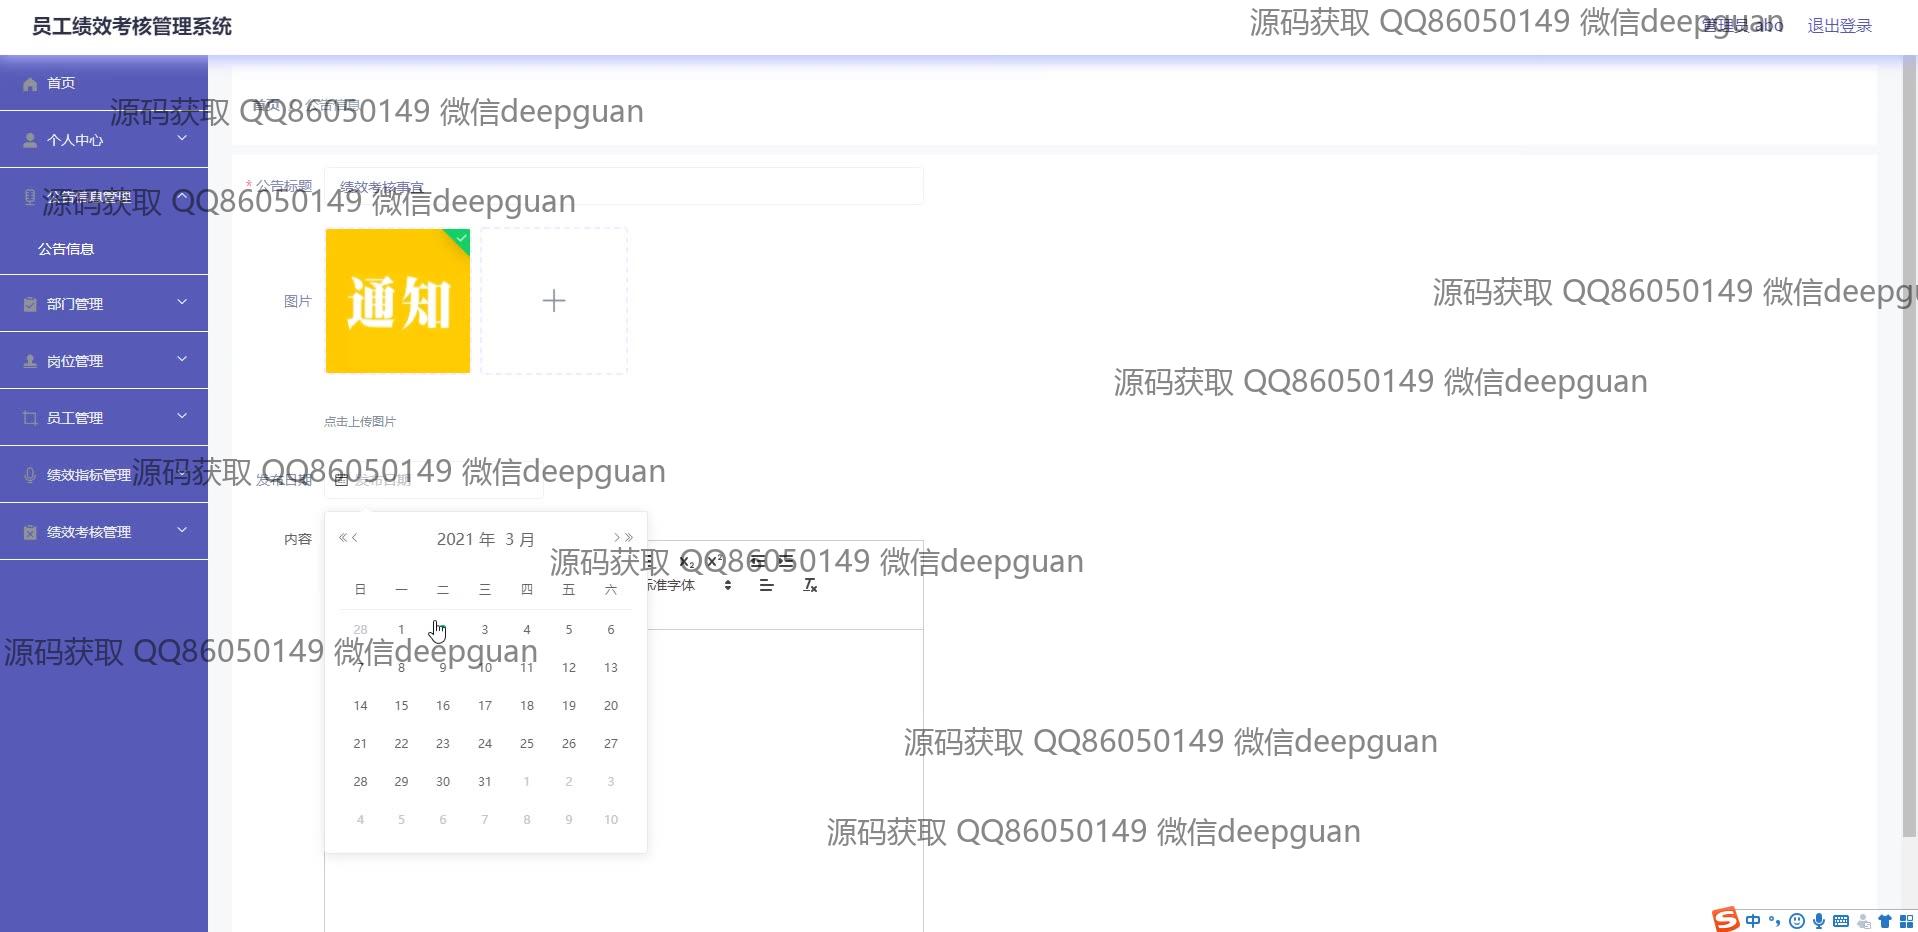 员工绩效考核管理系统
源码获取 QQ86050149 微信deepguan
管理员 abo
退出登录
首页
首页
公告信息
源码获取 QQ86050149 微信deepguan
个人中心
* 公告标题
绩效考核事宜
公告信息管理
源码获取 QQ86050149 微信deepguan
公告信息
通知
图片
源码获取 QQ86050149 微信deepgu
部门管理
岗位管理
源码获取 QQ86050149 微信deepguan
员工管理
点击上传图片
绩效指标管理
源码获取 QQ86050149 微信deepguan
发布日期
发布日期
绩效考核管理
内容
2021 年 3 月
源码获取 QQ86050149 微信deepguan
标准字体
日 一 二 三 四 五 六
28 1 3 4 5 6
源码获取 QQ86050149 微信deepguan
7 8 9 10 11 12 13
14 15 16 17 18 19 20
21 22 23 24 25 26 27
源码获取 QQ86050149 微信deepguan
28 29 30 31 1 2 3
4 5 6 7 8 9 10
源码获取 QQ86050149 微信deepguan
中